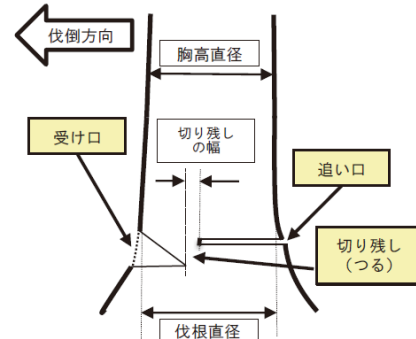 伐倒方向
胸高直径
切り残し
の幅
受け口
追い口
切り残し
（つる）
伐根直径